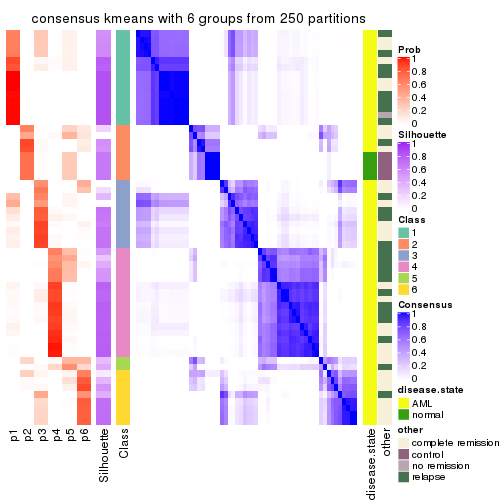 consensus kmeans with 6 groups from 250 partitions
Prob
1
0.8
0.6
0.4
0.2
0
Silhouette
1
0.8
0.6
0.4
0.2
0
Class
1
2
3
4
5
6
Consensus
1
0.8
0.6
0.4
0.2
0
disease.state
AML
normal
other
complete remission
control
no remission
relapse
p1
p2
p3
p4
p5
p6
Silhouette
Class
disease.state
other